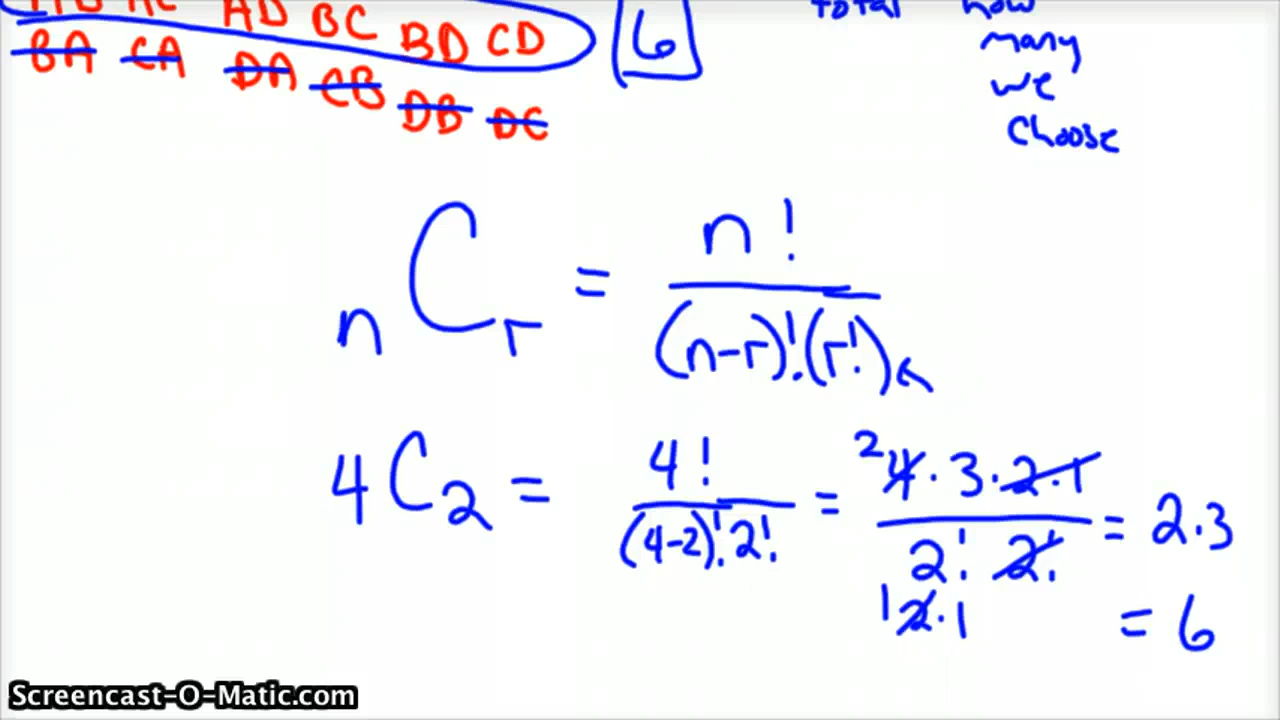 AD BC BD CD 6 total how
BA CA DA CB DB DC many
we
choose
nCr = n! / (n-r)!(r!)
4C2 = 4! / (4-2)!2! = 4·3·2·1 / 2! 2! = 2·3
2
1 2·1 = 6
Screencast-O-Matic.com